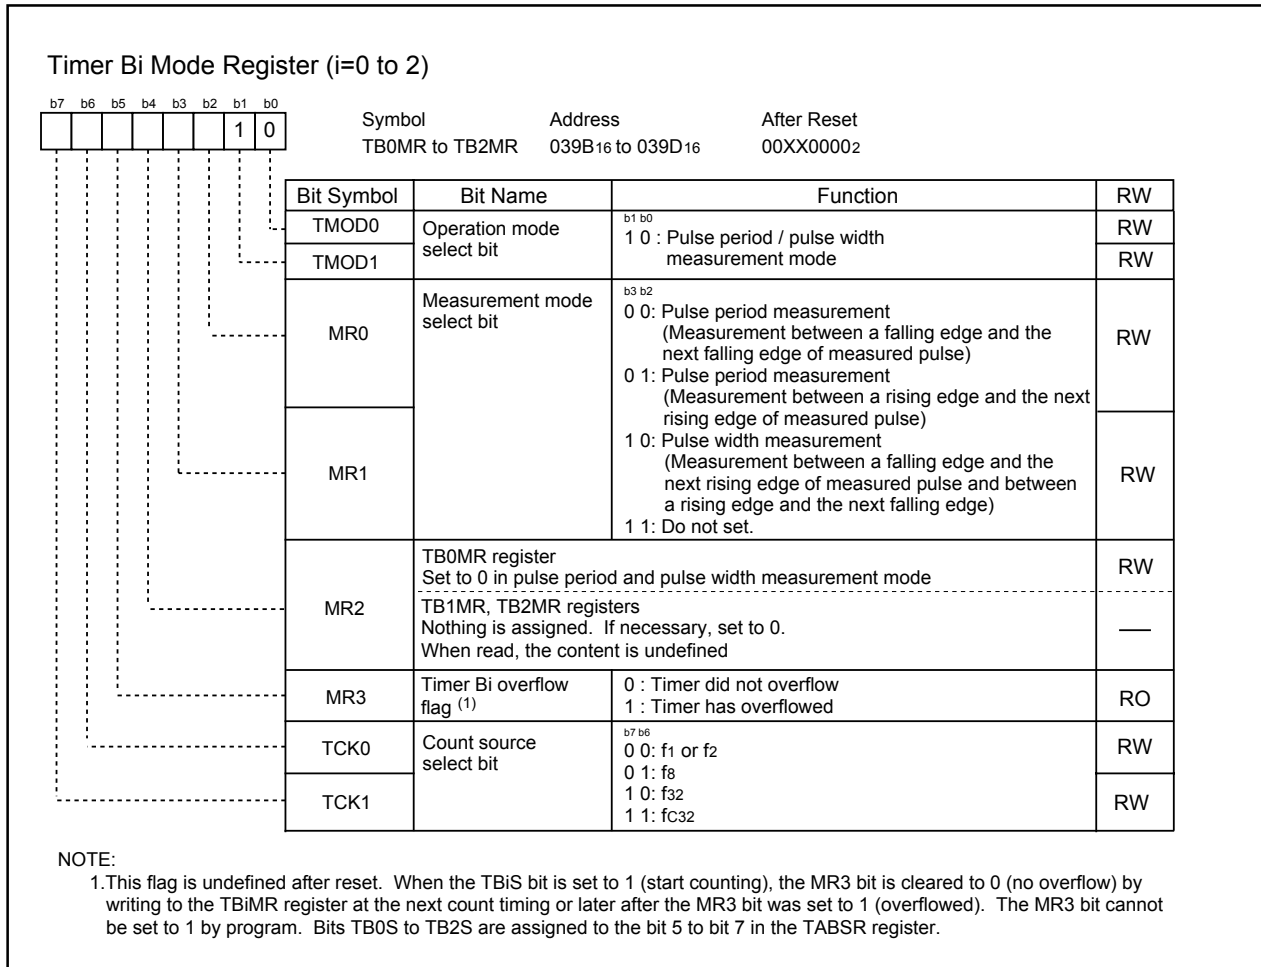 Timer Bi Mode Register (i=0 to 2)
b7 b6 b5 b4 b3 b2 b1 b0
1 0
Symbol Address After Reset
TB0MR to TB2MR 039B16 to 039D16 00XX00002
Bit Symbol Bit Name Function RW
TMOD0 Operation mode select bit b1 b0 RW
1 0 : Pulse period / pulse width
measurement mode
TMOD1 RW
MR0 Measurement mode select bit b3 b2 RW
0 0: Pulse period measurement
(Measurement between a falling edge and the
next falling edge of measured pulse)
0 1: Pulse period measurement
(Measurement between a rising edge and the next
rising edge of measured pulse)
MR1 RW
1 0: Pulse width measurement
(Measurement between a falling edge and the
next rising edge of measured pulse and between
a rising edge and the next falling edge)
1 1: Do not set.
MR2
TB0MR register
Set to 0 in pulse period and pulse width measurement mode RW
TB1MR, TB2MR registers
Nothing is assigned. If necessary, set to 0. —
When read, the content is undefined
MR3 Timer Bi overflow flag (1) RO
0 : Timer did not overflow
1 : Timer has overflowed
TCK0 Count source select bit b7 b6 RW
0 0: f1 or f2
0 1: f8
TCK1 RW
1 0: f32
1 1: fC32
NOTE:
1.This flag is undefined after reset. When the TBiS bit is set to 1 (start counting), the MR3 bit is cleared to 0 (no overflow) by
writing to the TBiMR register at the next count timing or later after the MR3 bit was set to 1 (overflowed). The MR3 bit cannot
be set to 1 by program. Bits TB0S to TB2S are assigned to the bit 5 to bit 7 in the TABSR register.